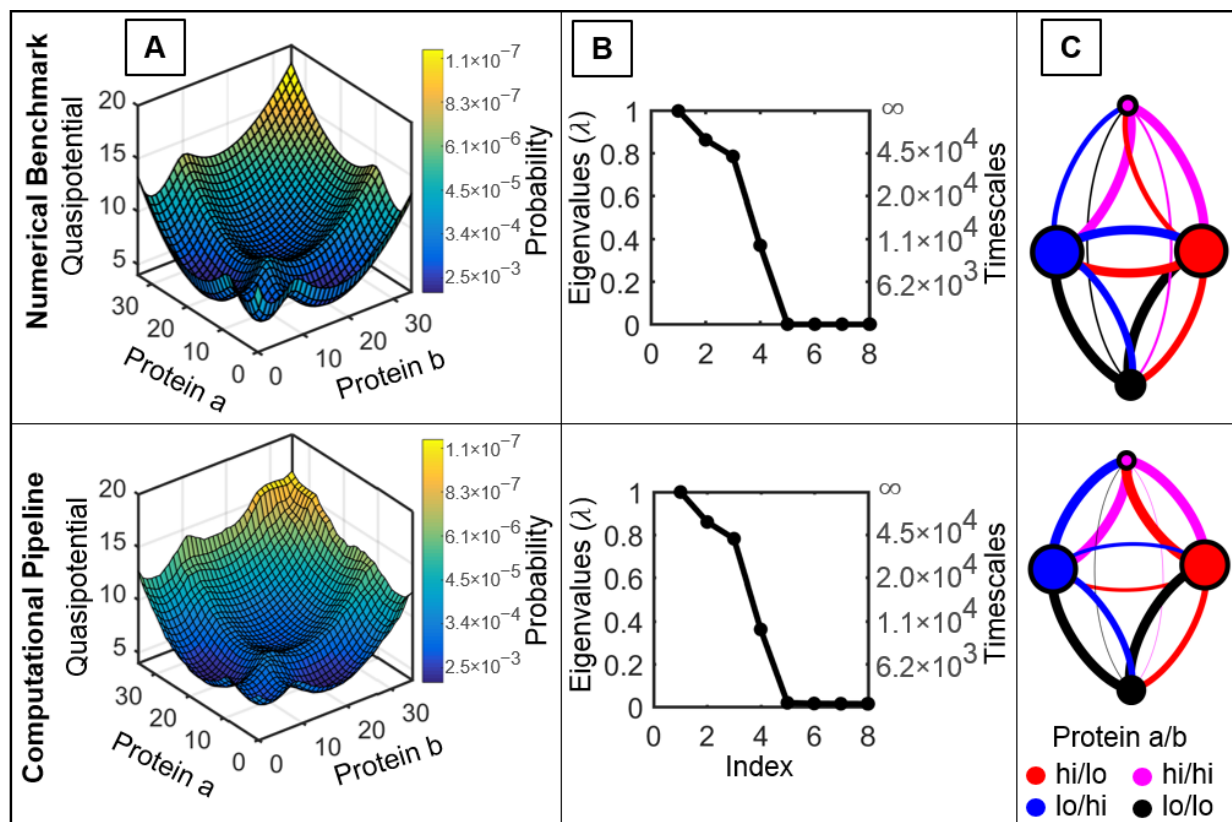 Numerical Benchmark
A
Quasipotential
20
15
10
5
30
20
10
0
0
10
20
30
Protein a
Protein b
1.1×10⁻⁷
8.3×10⁻⁷
6.1×10⁻⁶
4.5×10⁻⁵
3.4×10⁻⁴
2.5×10⁻³
Probability
B
Eigenvalues (λ)
1
0.8
0.6
0.4
0.2
0
0 2 4 6 8
∞
4.5×10⁴
2.0×10⁴
1.1×10⁴
6.2×10³
Timescales
C
Computational Pipeline
Quasipotential
20
15
10
5
30
20
10
0
0
10
20
30
Protein a
Protein b
1.1×10⁻⁷
8.3×10⁻⁷
6.1×10⁻⁶
4.5×10⁻⁵
3.4×10⁻⁴
2.5×10⁻³
Probability
Eigenvalues (λ)
1
0.8
0.6
0.4
0.2
0
0 2 4 6 8
Index
∞
4.5×10⁴
2.0×10⁴
1.1×10⁴
6.2×10³
Timescales
Protein a/b
hi/lo hi/hi
lo/hi lo/lo